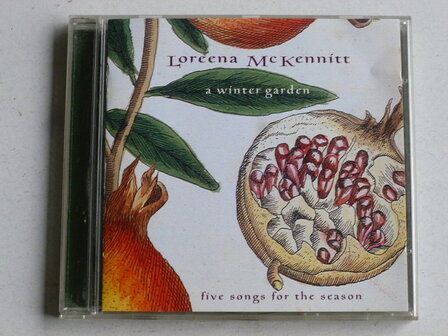 Loreena McKennitt
a winter garden
five songs for the season